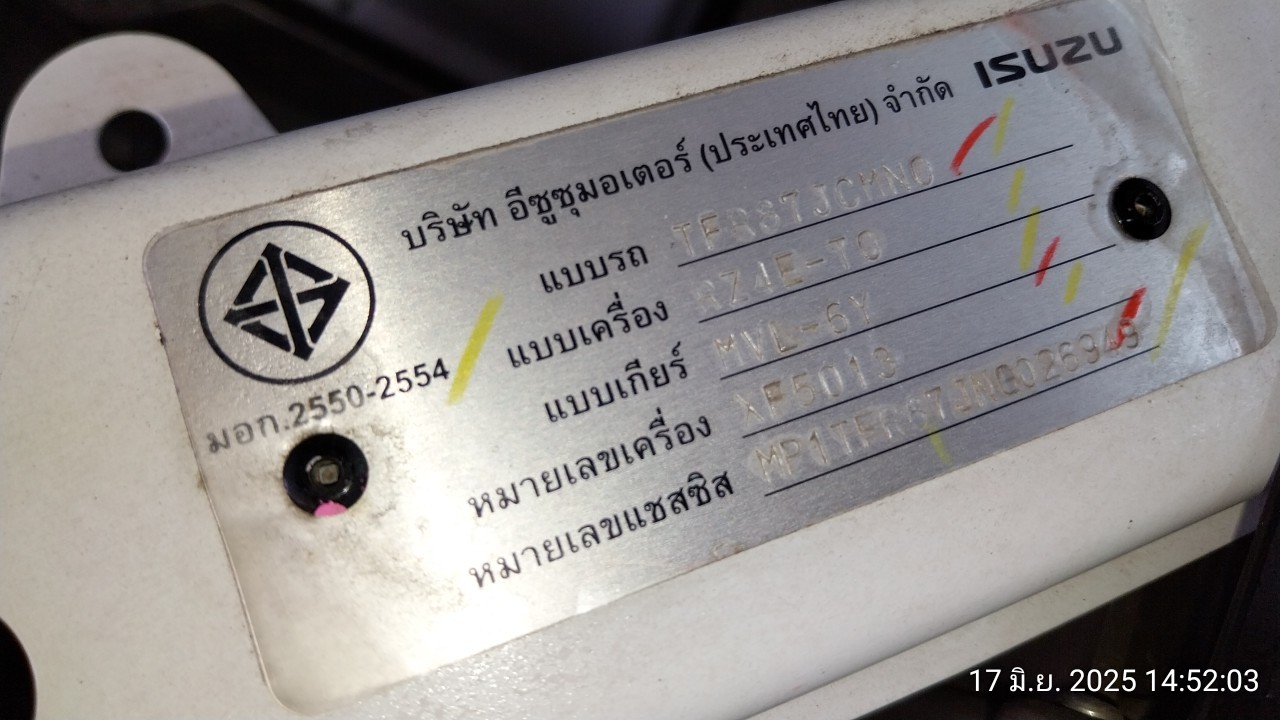 ISUZU
บริษัท อีซูซุมอเตอร์ (ประเทศไทย) จำกัด
แบบรถ TFR87JCMN0
แบบเครื่อง RZ4E-TC
แบบเกียร์ MVL-6Y
หมายเลขเครื่อง XF5013
หมายเลขแชสซิส
มอก.2550-2554
17 มิ.ย. 2025 14:52:03